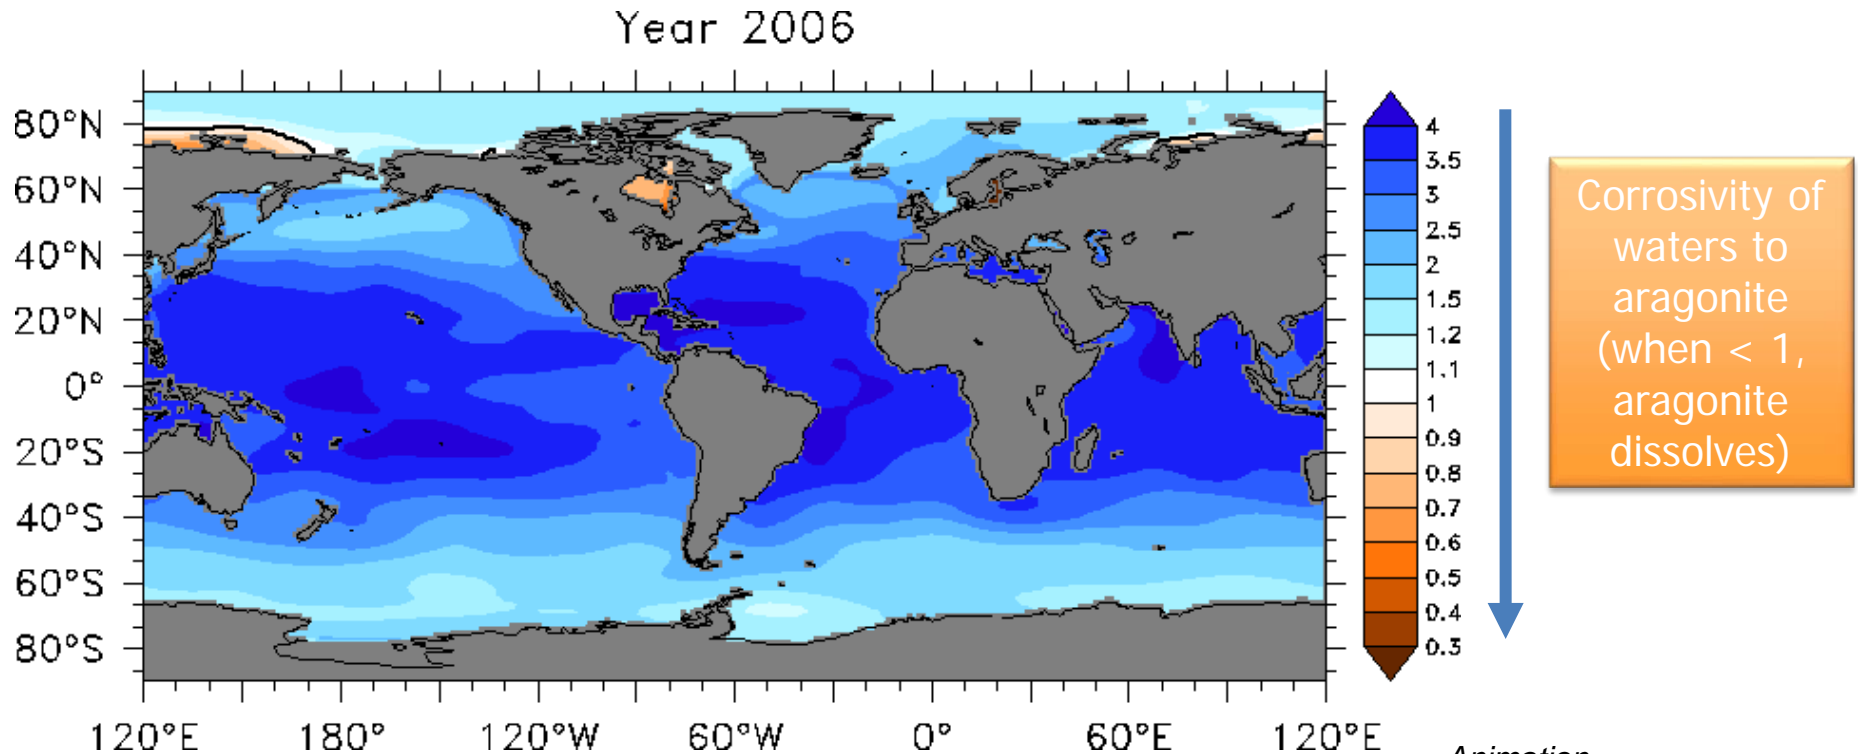 Year 2006
80°N
60°N
40°N
20°N
0°
20°S
40°S
60°S
80°S
120°E 180° 120°W 60°W 0° 60°E 120°E
4
3.5
3
2.5
2
1.5
1.2
1.1
1
0.9
0.8
0.7
0.6
0.5
0.4
0.3
Corrosivity of
waters to
aragonite
(when < 1,
aragonite
dissolves)
Animation